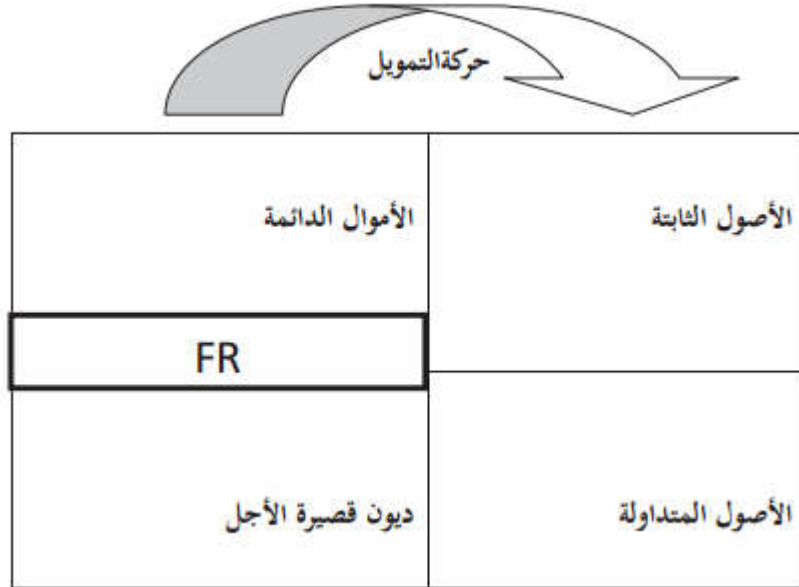 حركةالتمويل
الأصول الثابتة
الأموال الدائمة
FR
الأصول المتداولة
ديون قصيرة الأجل